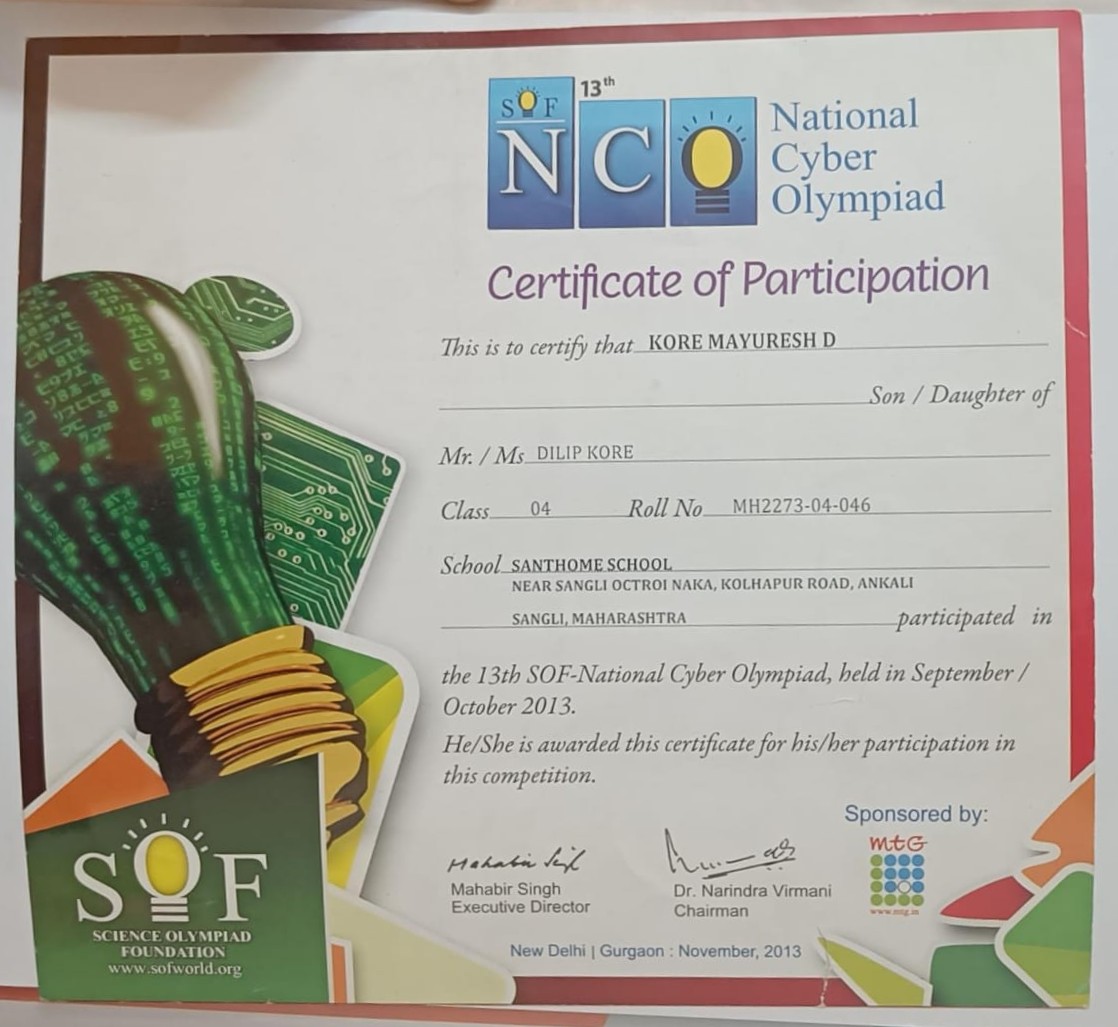 SOF
13th
NCO
National
Cyber
Olympiad
Certificate of Participation
This is to certify that KORE MAYURESH D
Son / Daughter of
Mr. / Ms DILIP KORE
Class 04 Roll No MH2273-04-046
School SANTHOME SCHOOL
NEAR SANGLI OCTROI NAKA, KOLHAPUR ROAD, ANKALI
SANGLI, MAHARASHTRA participated in
the 13th SOF-National Cyber Olympiad, held in September /
October 2013.
He/She is awarded this certificate for his/her participation in
this competition.
Sponsored by:
mtG
www.mtg.in
Mahabir Singh
Mahabir Singh
Executive Director
Dr. Narindra Virmani
Chairman
New Delhi | Gurgaon : November, 2013
SOF
SCIENCE OLYMPIAD
FOUNDATION
www.sofworld.org